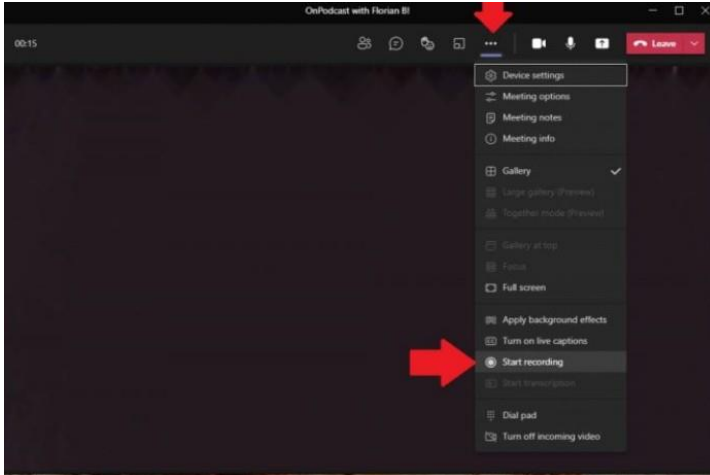 OnPodcast with Florian BI
00:15
Leave
Device settings
Meeting options
Meeting notes
Meeting info
Gallery
Large gallery (Preview)
Together mode (Preview)
Gallery at top
Focus
Full screen
Apply background effects
Turn on live captions
Start recording
Start transcription
Dial pad
Turn off incoming video